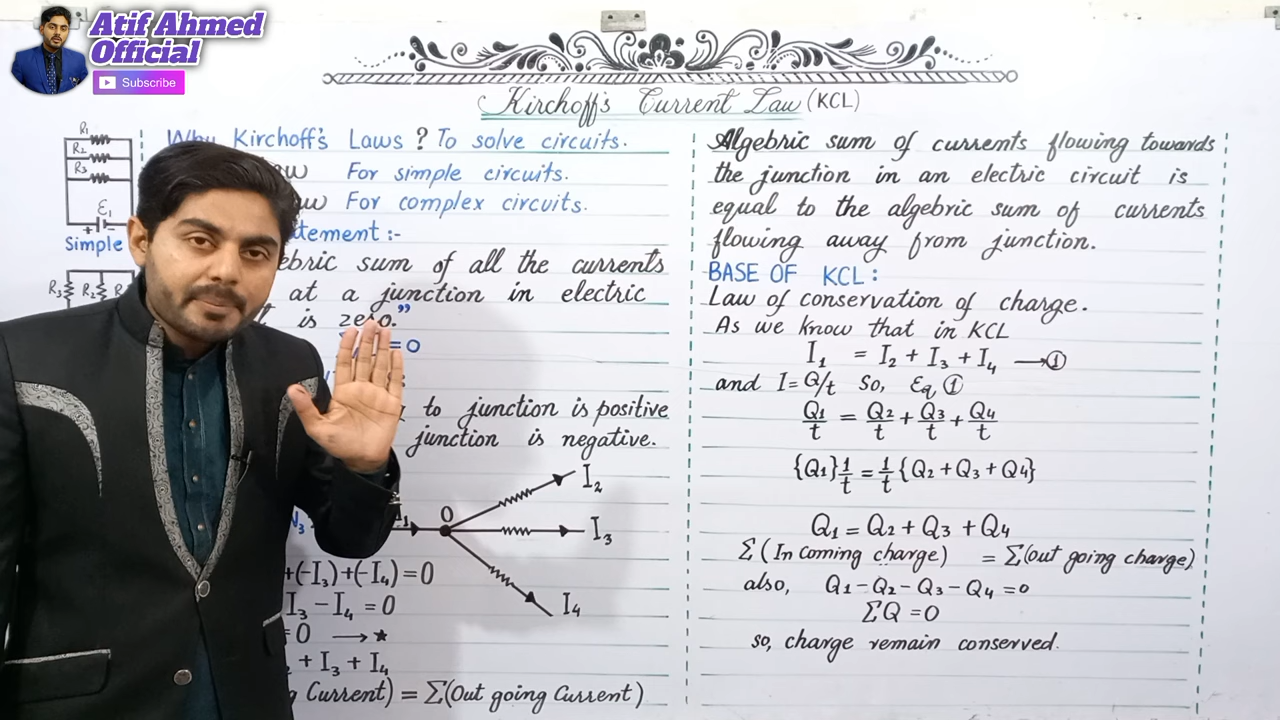 Atif Ahmed
Official
Subscribe
Kirchoff's Current Law (KCL)
R1
R2
R3
E1
+ -
Simple
R3 R2
Why Kirchoff's Laws ? To solve circuits.
For simple circuits.
For complex circuits.
:-
sum of all the currents
at a junction in electric
is zero."
=0
to junction is positive
junction is negative.
I1 O I2
I3
I4
+(-I3)+(-I4)=0
I3 -I4 =0
=0 →★
+ I3 + I4
Current) = Σ(Out going Current)
Algebric sum of currents flowing towards
the junction in an electric circuit is
equal to the algebric sum of currents
flowing away from junction.
BASE OF KCL:
Law of conservation of charge.
As we know that in KCL
I1 = I2 + I3 + I4 →①
and I=Q/t so, Eq ①
Q1/t = Q2/t + Q3/t + Q4/t
{Q1}1/t = 1/t {Q2+Q3+Q4}
Q1 = Q2 + Q3 + Q4
Σ (In coming charge) = Σ(out going charge)
also, Q1-Q2-Q3-Q4=0
ΣQ =0
so, charge remain conserved.